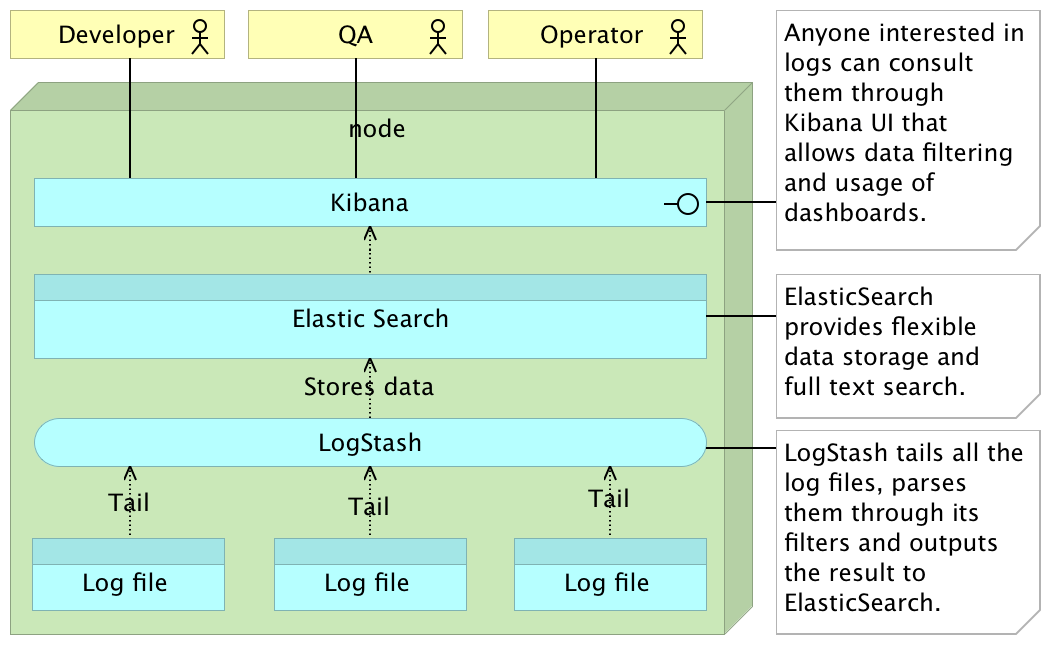 Developer
QA
Operator
node
Kibana
Elastic Search
Stores data
LogStash
Tail
Tail
Tail
Log file
Log file
Log file
Anyone interested in
logs can consult
them through
Kibana UI that
allows data filtering
and usage of
dashboards.
ElasticSearch
provides flexible
data storage and
full text search.
LogStash tails all the
log files, parses
them through its
filters and outputs
the result to
ElasticSearch.